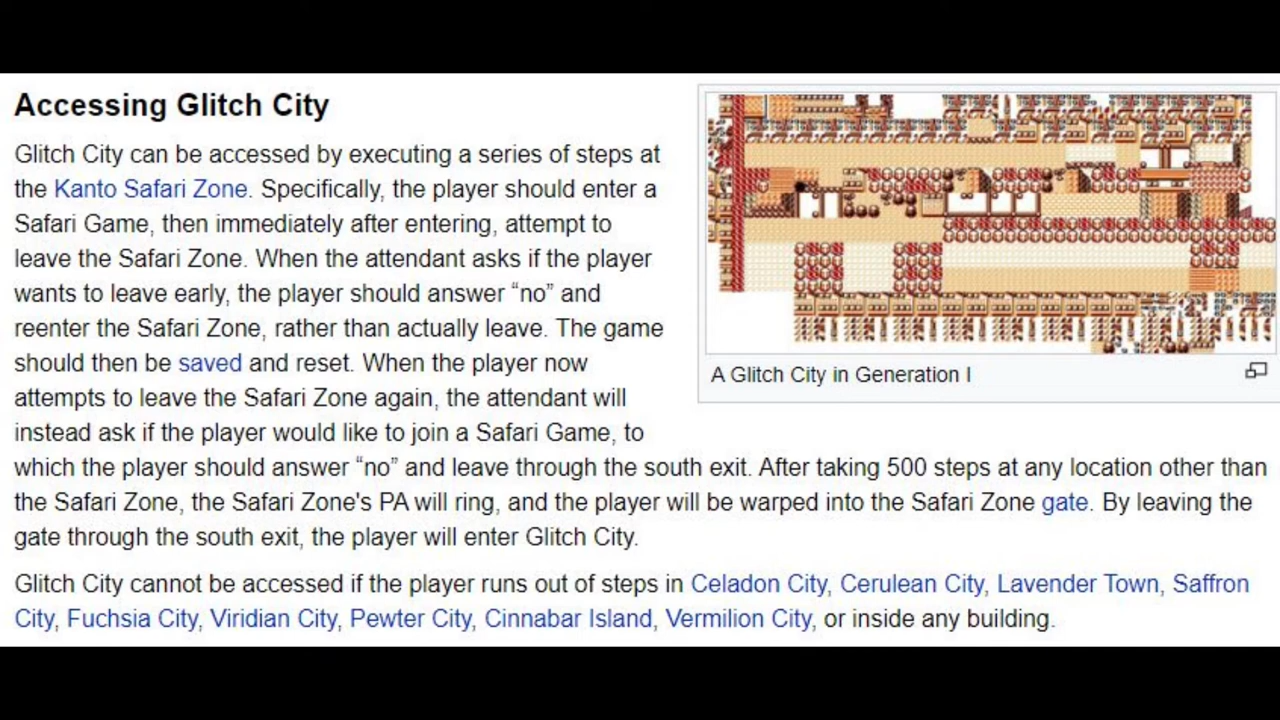 Accessing Glitch City
Glitch City can be accessed by executing a series of steps at
the Kanto Safari Zone. Specifically, the player should enter a
Safari Game, then immediately after entering, attempt to
leave the Safari Zone. When the attendant asks if the player
wants to leave early, the player should answer “no” and
reenter the Safari Zone, rather than actually leave. The game
should then be saved and reset. When the player now
attempts to leave the Safari Zone again, the attendant will
instead ask if the player would like to join a Safari Game, to
which the player should answer “no” and leave through the south exit. After taking 500 steps at any location other than
the Safari Zone, the Safari Zone's PA will ring, and the player will be warped into the Safari Zone gate. By leaving the
gate through the south exit, the player will enter Glitch City.
Glitch City cannot be accessed if the player runs out of steps in Celadon City, Cerulean City, Lavender Town, Saffron
City, Fuchsia City, Viridian City, Pewter City, Cinnabar Island, Vermilion City, or inside any building.
A Glitch City in Generation I